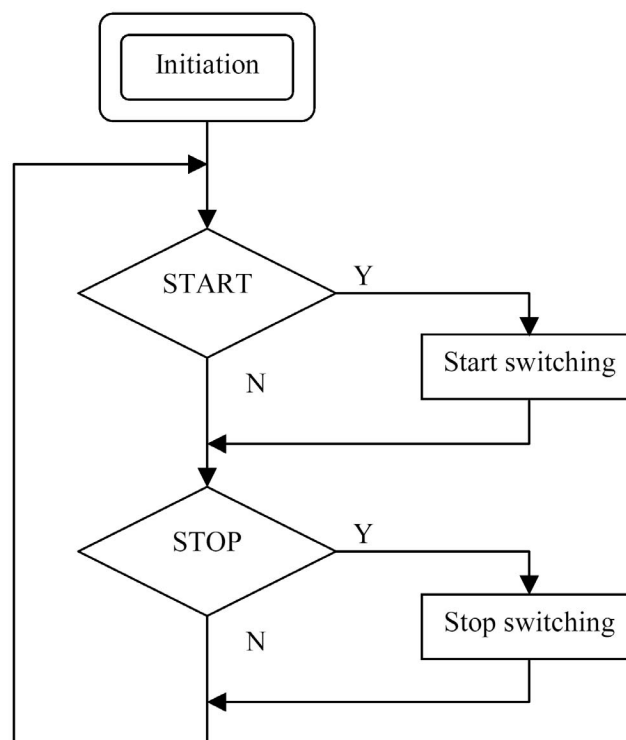 Initiation
START
Y
Start switching
N
STOP
Y
Stop switching
N